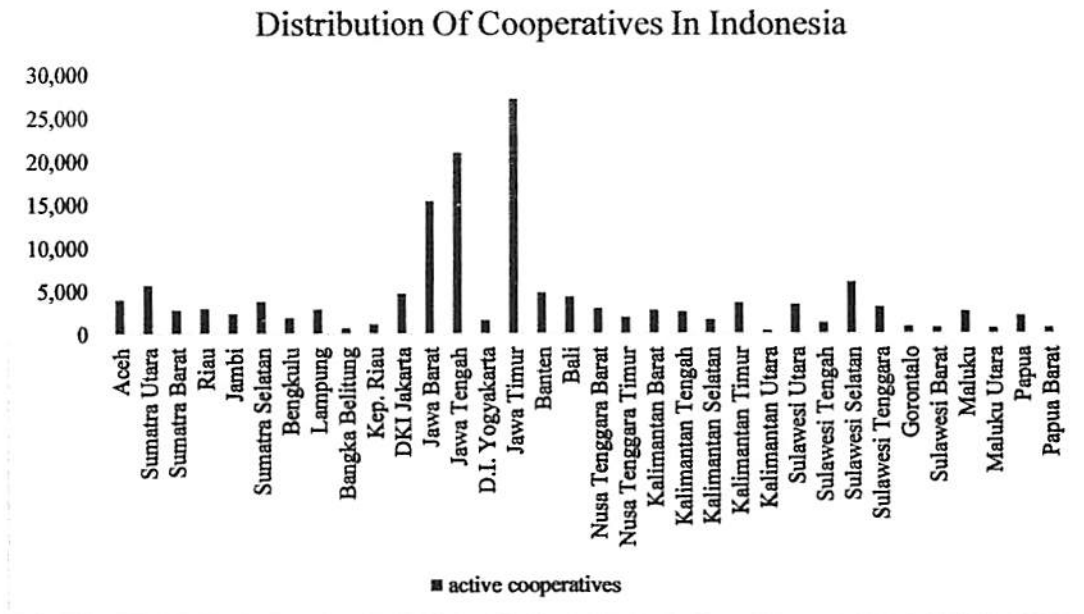 Distribution Of Cooperatives In Indonesia
30,000
25,000
20,000
15,000
10,000
5,000
0
Aceh
Sumatra Utara
Sumatra Barat
Riau
Jambi
Sumatra Selatan
Bengkulu
Lampung
Bangka Belitung
Kep. Riau
DKI Jakarta
Jawa Barat
Jawa Tengah
D.I. Yogyakarta
Jawa Timur
Banten
Bali
Nusa Tenggara Barat
Nusa Tenggara Timur
Kalimantan Barat
Kalimantan Tengah
Kalimantan Selatan
Kalimantan Timur
Kalimantan Utara
Sulawesi Utara
Sulawesi Tengah
Sulawesi Selatan
Sulawesi Tenggara
Gorontalo
Sulawesi Barat
Maluku
Maluku Utara
Papua
Papua Barat
active cooperatives